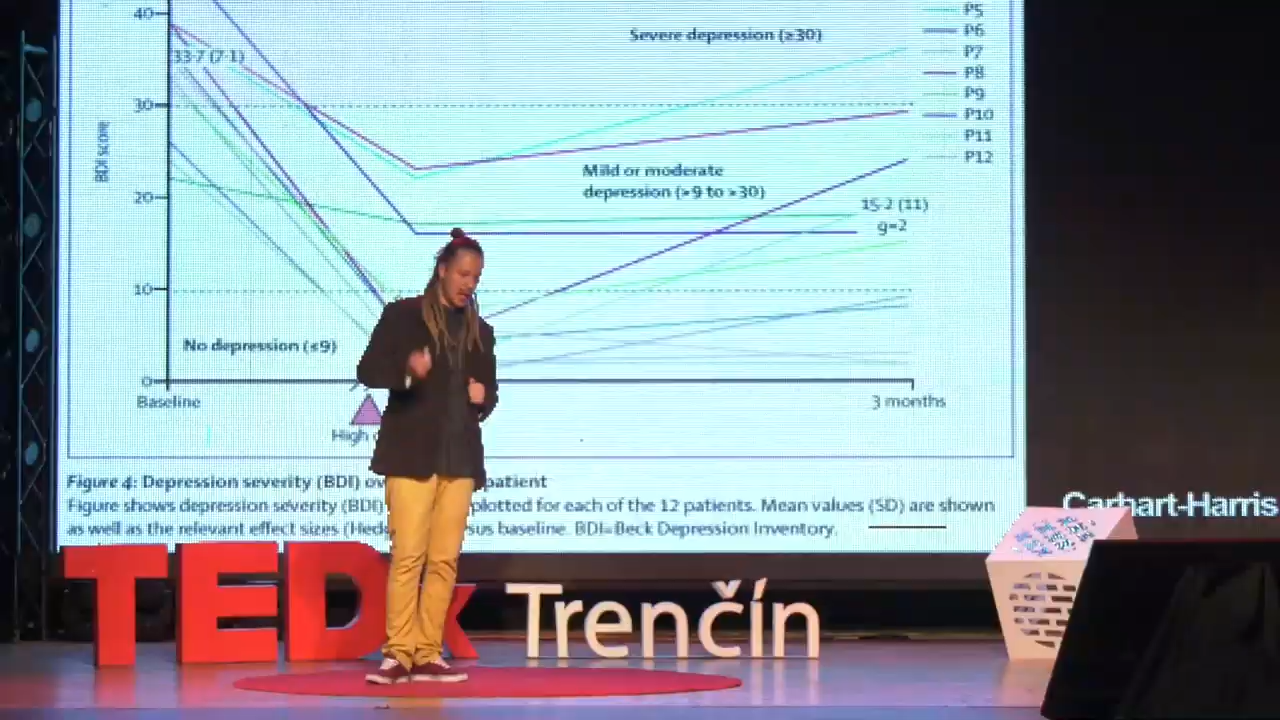 40
30
20
10
0
BDI score
33·7 (7·1)
Severe depression (≥30)
Mild or moderate
depression (>9 to >30)
15·2 (11)
g=2
No depression (≤9)
P5
P6
P7
P8
P9
P10
P11
P12
Baseline
3 months
High
Figure 4: Depression severity (BDI) patient
Figure shows depression severity (BDI) plotted for each of the 12 patients. Mean values (SD) are shown
as well as the relevant effect sizes baseline. BDI=Beck Depression Inventory.
Carhart-Harris
TEDx Trenčín